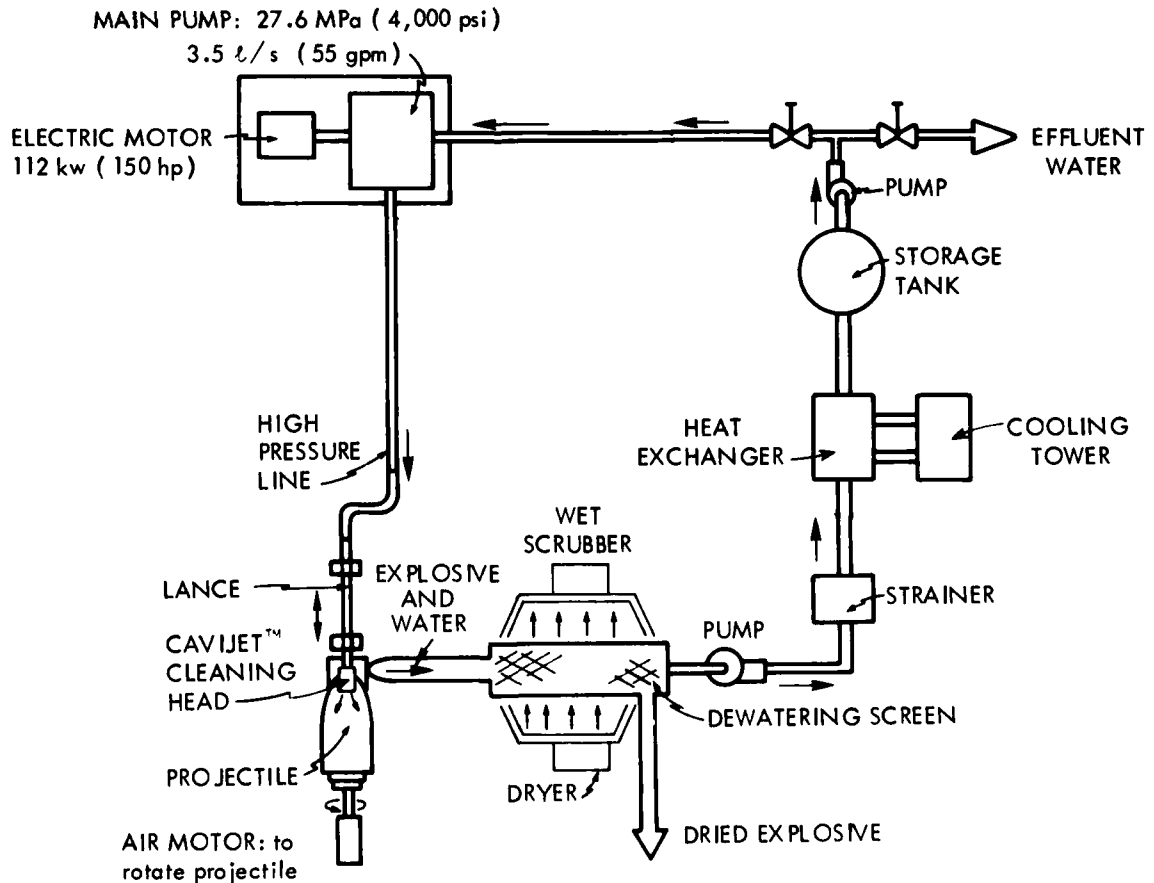 MAIN PUMP: 27.6 MPa ( 4,000 psi)
3.5 ℓ/s ( 55 gpm )
ELECTRIC MOTOR
112 kw ( 150 hp)
EFFLUENT
WATER
PUMP
STORAGE
TANK
HIGH
PRESSURE
LINE
HEAT
EXCHANGER
COOLING
TOWER
WET
SCRUBBER
LANCE
EXPLOSIVE
AND
WATER
STRAINER
PUMP
CAVIJET™
CLEANING
HEAD
DEWATERING SCREEN
PROJECTILE
DRYER
DRIED EXPLOSIVE
AIR MOTOR: to
rotate projectile